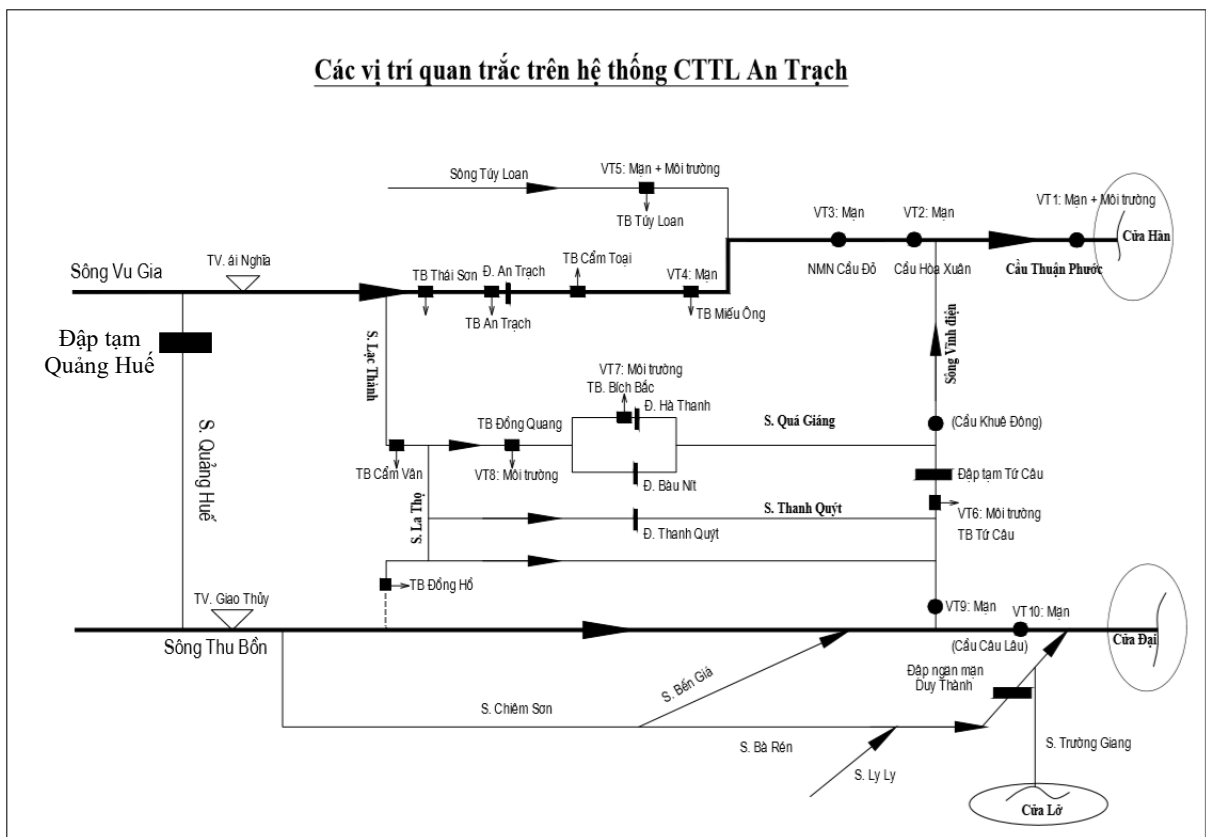 Các vị trí quan trắc trên hệ thống CTTL An Trạch
Sông Túy Loan
VT5: Mặn + Môi trường
TB Túy Loan
VT3: Mặn
VT2: Mặn
VT1: Mặn + Môi trường
Cửa Hàn
NMN Cầu Đỏ
Cầu Hòa Xuân
Cầu Thuận Phước
Sông Vu Gia
TV. ái Nghĩa
TB Thái Sơn
Đ. An Trạch
TB Cẩm Toại
VT4: Mặn
TB An Trạch
TB Miếu Ông
Đập tạm
Quảng Huế
S. Quảng Huế
S. Lạc Thành
Sông Vĩnh điện
VT7: Môi trường
TB. Bích Bắc
Đ. Hà Thanh
TB Đồng Quang
S. Quá Giáng
(Cầu Khuê Đông)
TB Cẩm Vân
VT8: Môi trường
Đ. Bàu Nít
Đập tạm Tứ Câu
S. La Thọ
S. Thanh Quýt
Đ. Thanh Quýt
VT6: Môi trường
TB Tứ Câu
TB Đồng Hồ
TV. Giao Thủy
VT9: Mặn
VT10: Mặn
Sông Thu Bồn
(Cầu Câu Lâu)
Cửa Đại
Đập ngăn mặn
Duy Thành
S. Bến Giá
S. Chiêm Sơn
S. Bà Rén
S. Ly Ly
S. Trường Giang
Cửa Lở